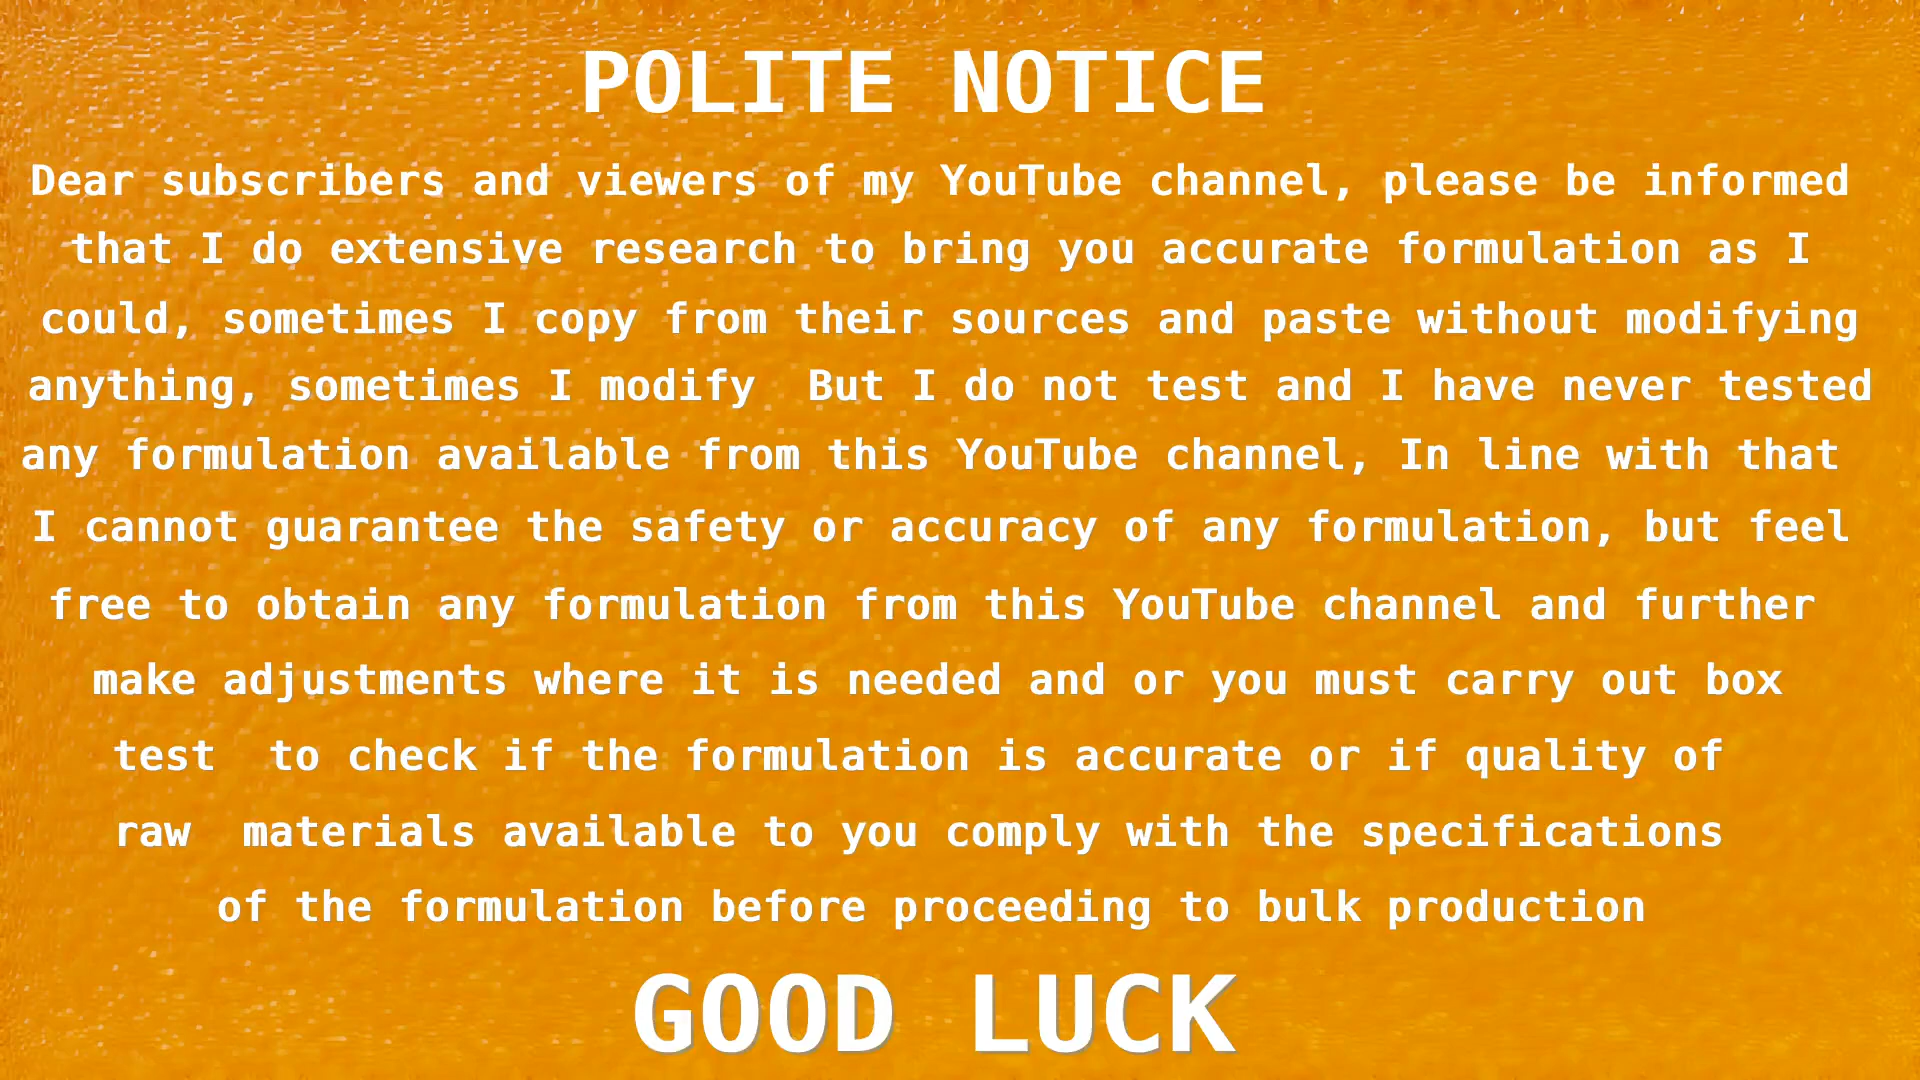 POLITE NOTICE
Dear subscribers and viewers of my YouTube channel, please be informed
that I do extensive research to bring you accurate formulation as I
could, sometimes I copy from their sources and paste without modifying
anything, sometimes I modify  But I do not test and I have never tested
any formulation available from this YouTube channel, In line with that
I cannot guarantee the safety or accuracy of any formulation, but feel
free to obtain any formulation from this YouTube channel and further
make adjustments where it is needed and or you must carry out box
test  to check if the formulation is accurate or if quality of
raw  materials available to you comply with the specifications
of the formulation before proceeding to bulk production
GOOD LUCK